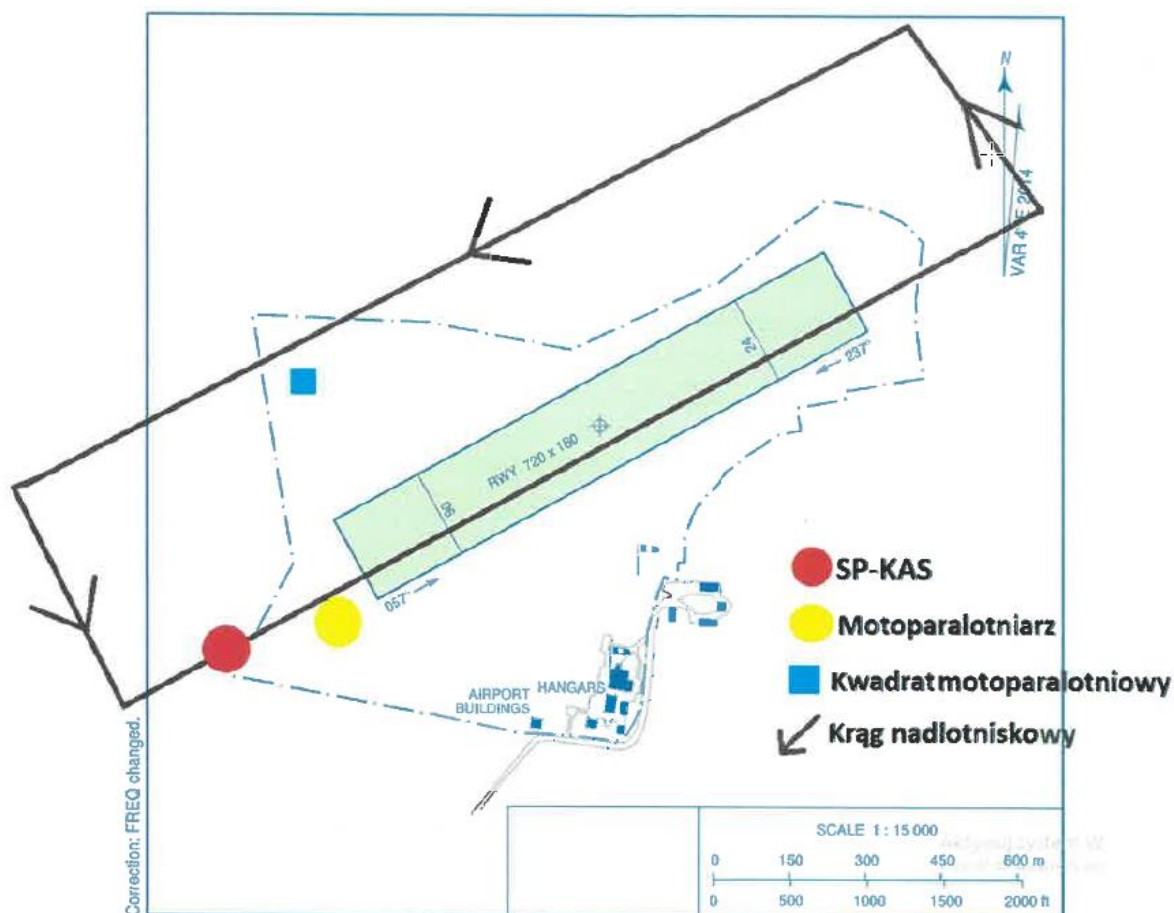 N
VAR 4° E 2014
24
237°
RWY 720 x 180
06
057°
SP-KAS
Motoparalotniarz
Kwadrat motoparalotniowy
Krąg nadlotniskowy
HANGARS
AIRPORT
BUILDINGS
Correction: FREQ changed.
SCALE 1 : 15 000
0 150 300 450 600 m
0 500 1000 1500 2000 ft
Aktywuj system W